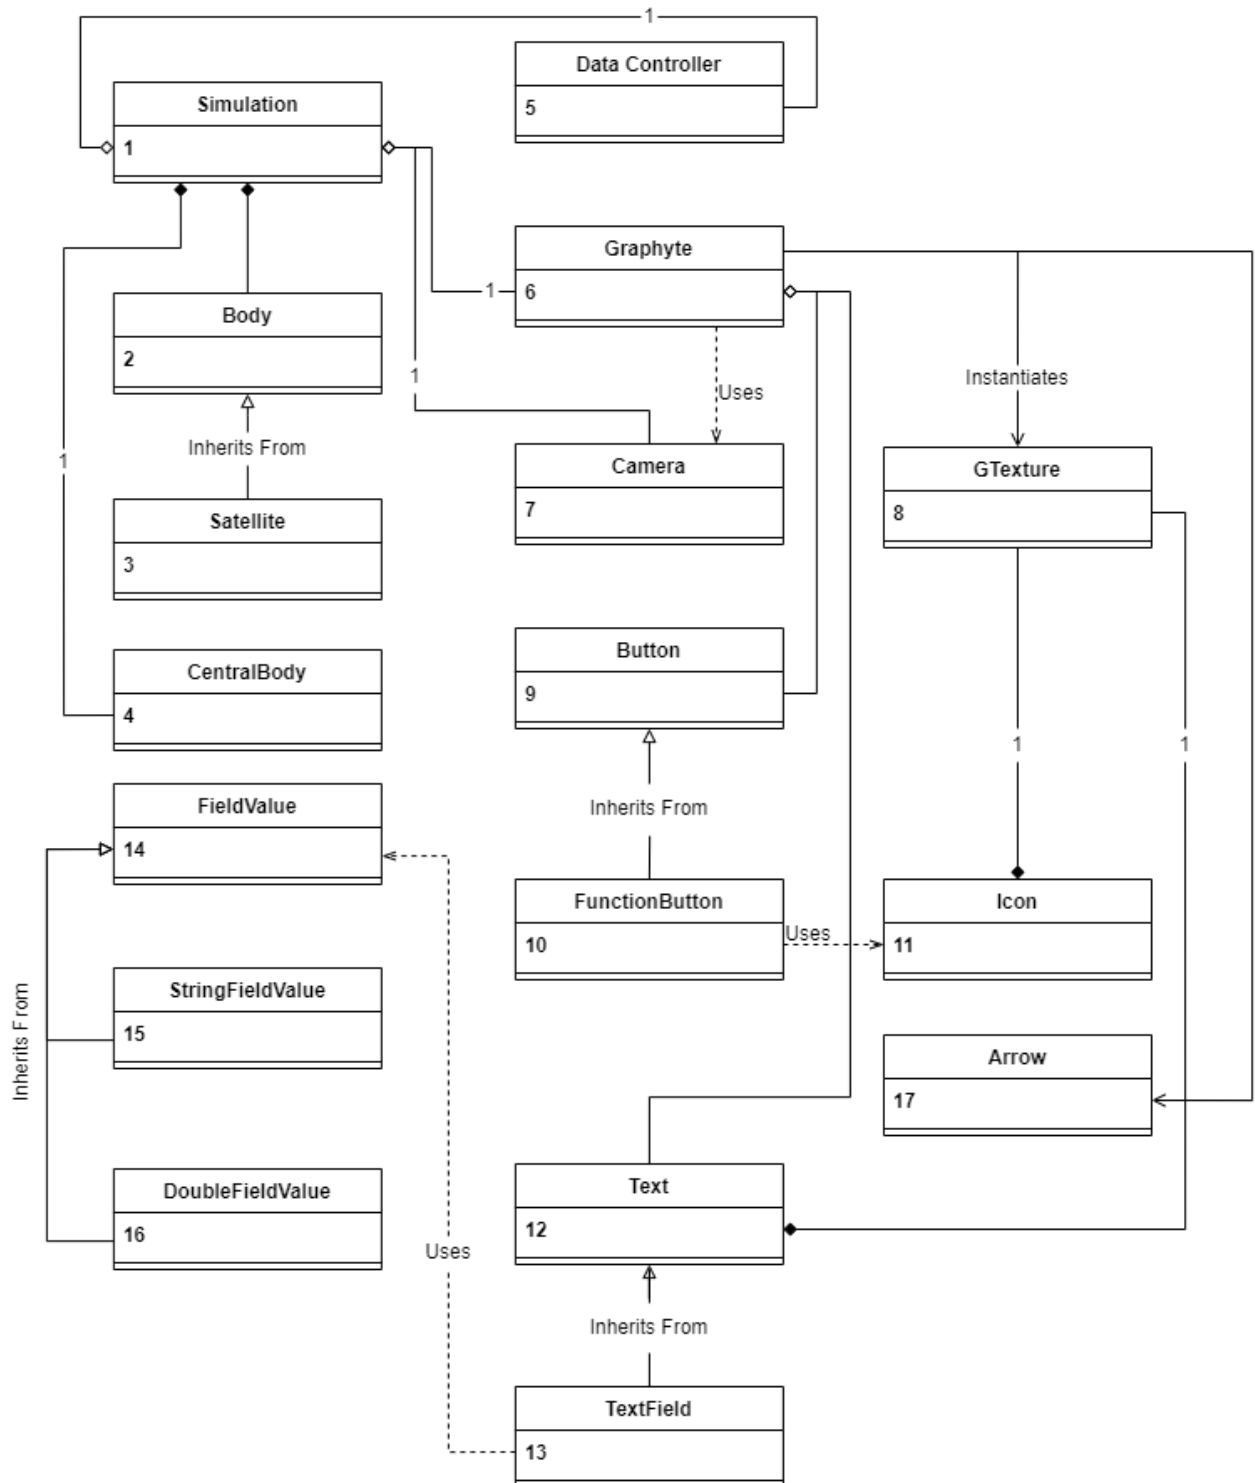 1
Data Controller
5
Simulation
1
Graphyte
6
1
Body
2
1
Uses
Instantiates
Inherits From
1
Camera
7
GTexture
8
Satellite
3
Button
9
CentralBody
4
1
1
FieldValue
14
Inherits From
FunctionButton
10
Uses
Icon
11
StringFieldValue
15
Inherits From
Arrow
17
DoubleFieldValue
16
Text
12
Uses
Inherits From
TextField
13